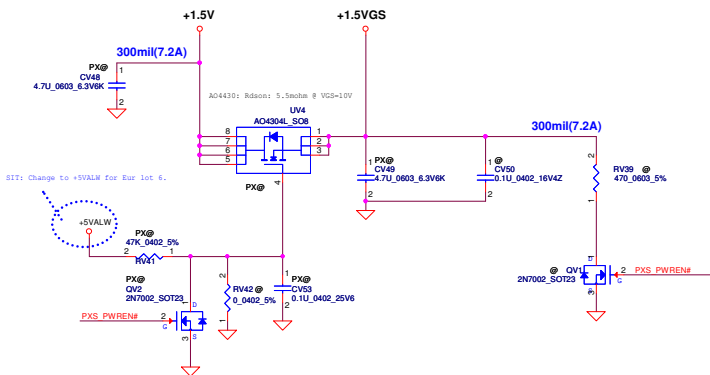 +1.5V
+1.5VGS
300mil(7.2A)
PX@
CV48
4.7U_0603_6.3V6K
1
2
AO4430: Rdson: 5.5mohm @ VGS=10V
UV4
AO4304L_SO8
8
7
6
5
1
2
3
4
PX@
300mil(7.2A)
1
PX@
CV49
4.7U_0603_6.3V6K
2
1
@
CV50
0.1U_0402_16V4Z
2
2
RV39 @
470_0603_5%
1
SIT: Change to +5VALW for Eur lot 6.
+5VALW
PX@
47K_0402_5%
2
1
RV41
PX@
QV2
2N7002_SOT23
1
D
PXS_PWREN#
2
G
S
3
2
RV42 @
0_0402_5%
1
1
PX@
CV53
0.1U_0402_25V6
2
@
QV1
2N7002_SOT23
2
G
3
PXS_PWREN#